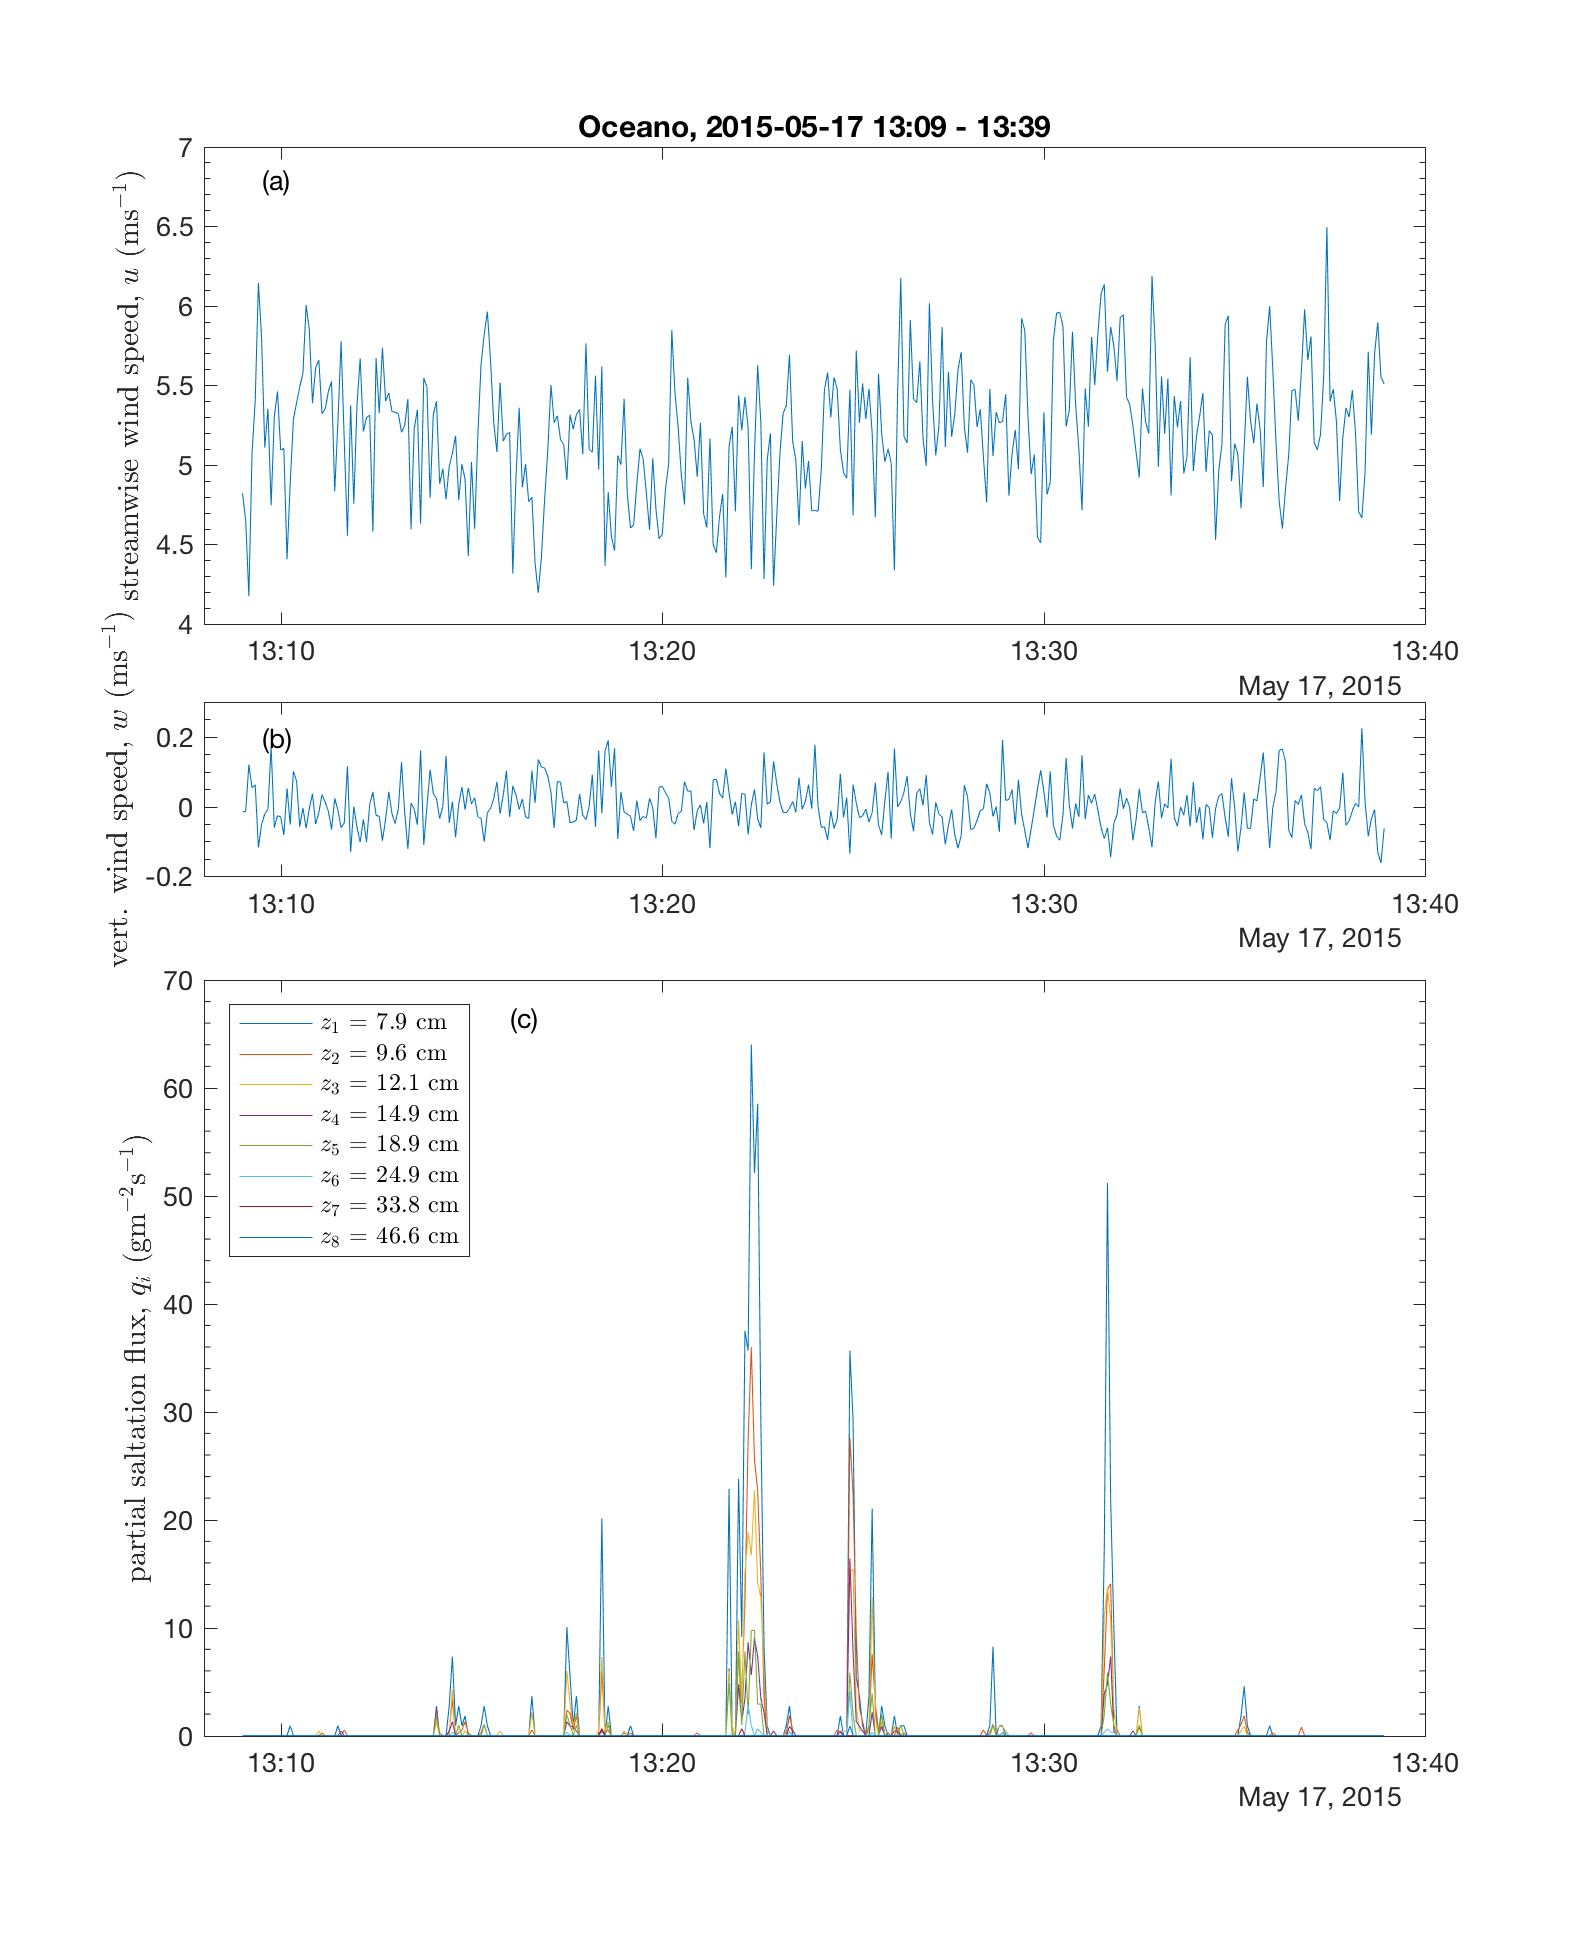 Oceano, 2015-05-17 13:09 - 13:39
(a)
streamwise wind speed, u (ms⁻¹)
7
6.5
6
5.5
5
4.5
4
13:10 13:20 13:30 13:40
May 17, 2015
(b)
vert. wind speed, w (ms⁻¹)
0.2
0
-0.2
13:10 13:20 13:30 13:40
May 17, 2015
(c)
partial saltation flux, qᵢ (gm⁻²s⁻¹)
70
60
50
40
30
20
10
0
z₁ = 7.9 cm
z₂ = 9.6 cm
z₃ = 12.1 cm
z₄ = 14.9 cm
z₅ = 18.9 cm
z₆ = 24.9 cm
z₇ = 33.8 cm
z₈ = 46.6 cm
13:10 13:20 13:30 13:40
May 17, 2015